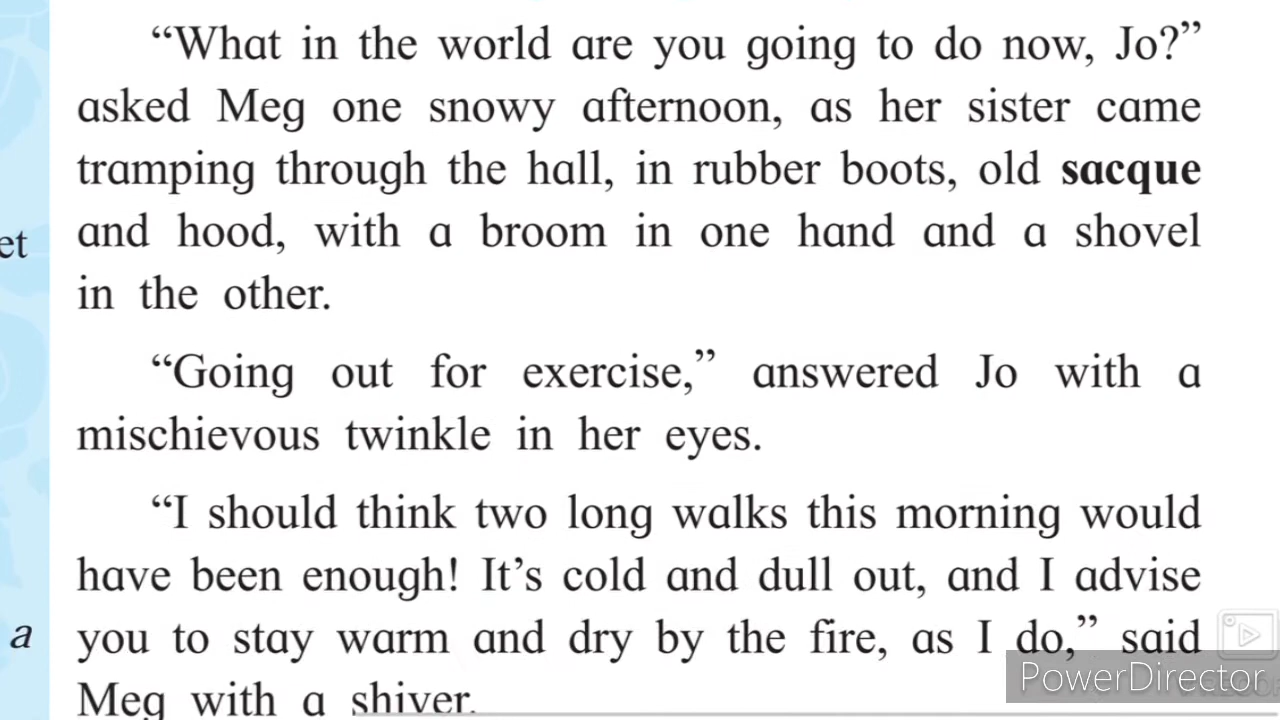 “What in the world are you going to do now, Jo?”
asked Meg one snowy afternoon, as her sister came
tramping through the hall, in rubber boots, old sacque
and hood, with a broom in one hand and a shovel
in the other.
“Going out for exercise,” answered Jo with a
mischievous twinkle in her eyes.
“I should think two long walks this morning would
have been enough! It’s cold and dull out, and I advise
you to stay warm and dry by the fire, as I do,” said
Meg with a shiver.
et
a
PowerDirector